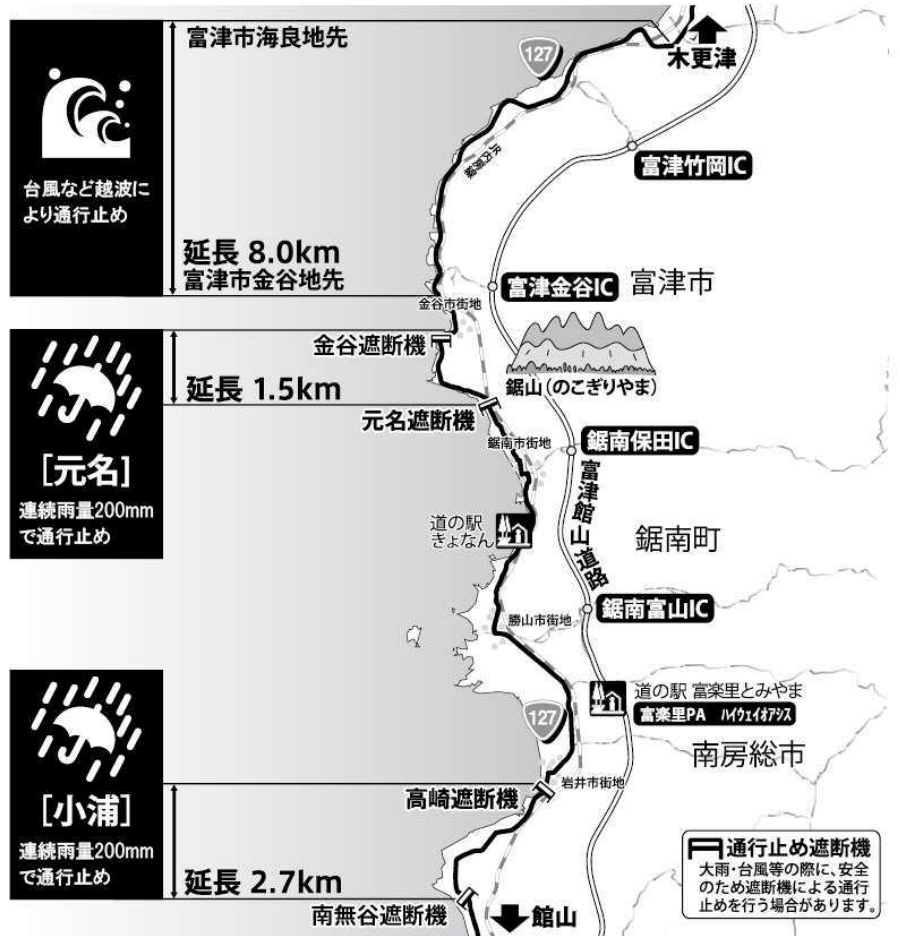 富津市海良地先
127
木更津
JR内房線
台風など越波に
より通行止め
富津竹岡IC
延長 8.0km
富津市金谷地先
富津金谷IC
富津市
金谷市街地
金谷遮断機
延長 1.5km
鋸山(のこぎりやま)
元名遮断機
[元名]
連続雨量200mm
で通行止め
鋸南市街地
鋸南保田IC
富津館山道路
道の駅
きょなん
鋸南町
鋸南富山IC
勝山市街地
道の駅 富楽里とみやま
富楽里PA ハイウェイオアシス
127
南房総市
岩井市街地
高崎遮断機
[小浦]
連続雨量200mm
で通行止め
延長 2.7km
南無谷遮断機
館山
通行止め遮断機
大雨・台風等の際に、安全
のため遮断機による通行
止めを行う場合があります。